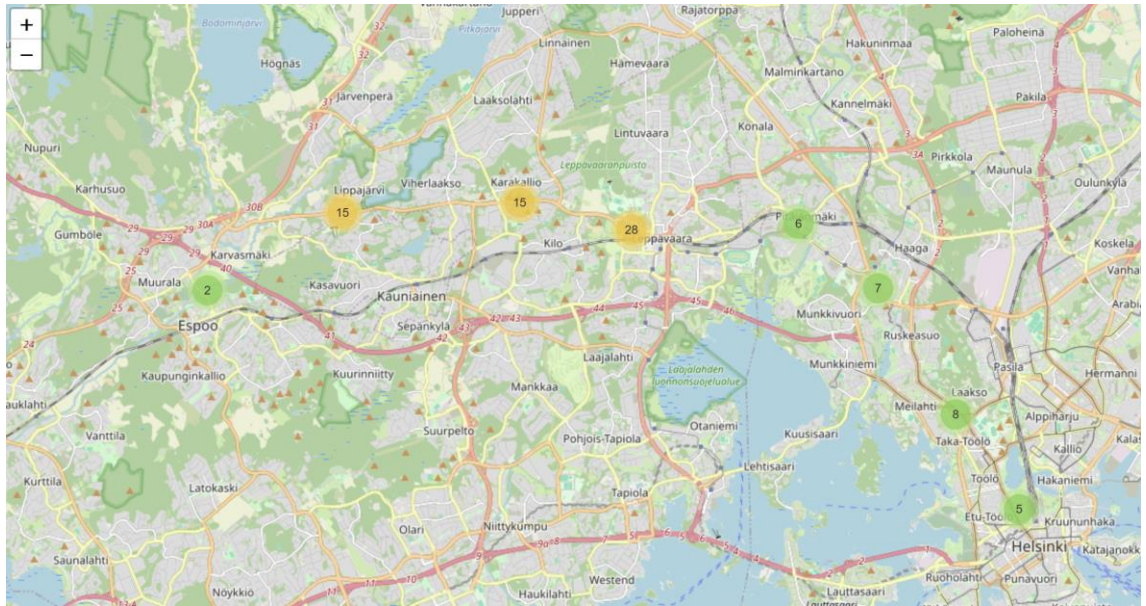 +
−
Bodominjärvi
Pitkäjärvi
Jupperi
Rajatorppa
Paloheinä
Högnäs
Linnainen
Hämevaara
Hakuninmaa
Malminkartano
Järvenperä
Laaksolahti
Kannelmäki
Pakila
Nupuri
Lintuvaara
Konala
Pirkkola
Maunula
Oulunkylä
Leppävaaranpuisto
Karhusuo
Lippajärvi
Viherlaakso
Karakallio
15
15
28
6
Gumböle
Kilo
Leppävaara
Haaga
Koskela
Karvasmäki
Muurala
2
Kasavuori
Kauniainen
7
Munkkivuori
Espoo
Sepänkylä
Ruskeasuo
Laajalahti
Laajalahden
luonnonsuojelualue
Munkkiniemi
Pasila
Hermanni
Kaupunginkallio
Kuurinniitty
Mankkaa
Laakso
Meilahti
8
Alppiharju
Vanttila
Suurpelto
Pohjois-Tapiola
Otaniemi
Kuusisaari
Taka-Töölö
Kallio
Lehtisaari
Töölö
Hakaniemi
Kurttila
Latokaski
Tapiola
5
Kruununhaka
Olari
Niittykumpu
Helsinki
Katajanokka
Saunalahti
Nöykkiö
Westend
Haukilahti
Lauttasaari
Ruoholahti
Punavuori